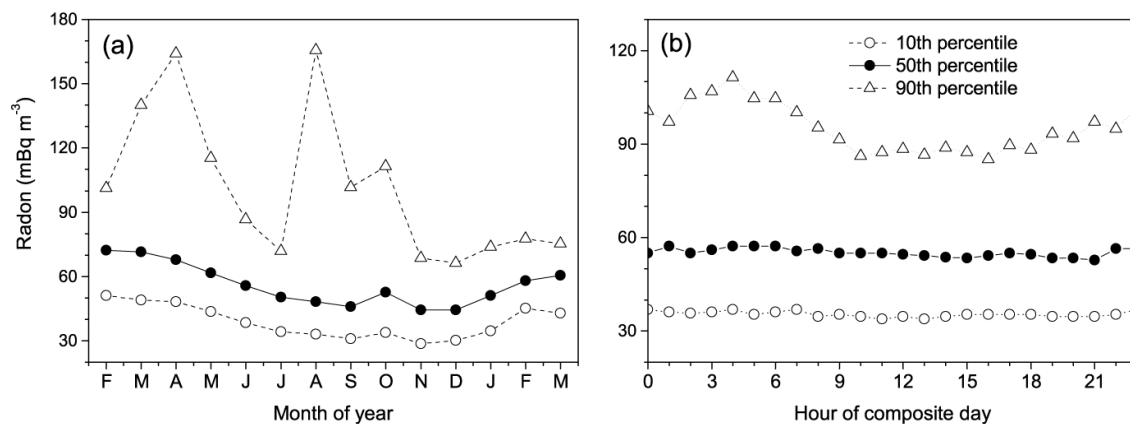 180
150
120
90
60
30
Radon (mBq m⁻³)
(a)
F M A M J J A S O N D J F M
Month of year
120
90
60
30
(b)
10th percentile
50th percentile
90th percentile
0 3 6 9 12 15 18 21
Hour of composite day